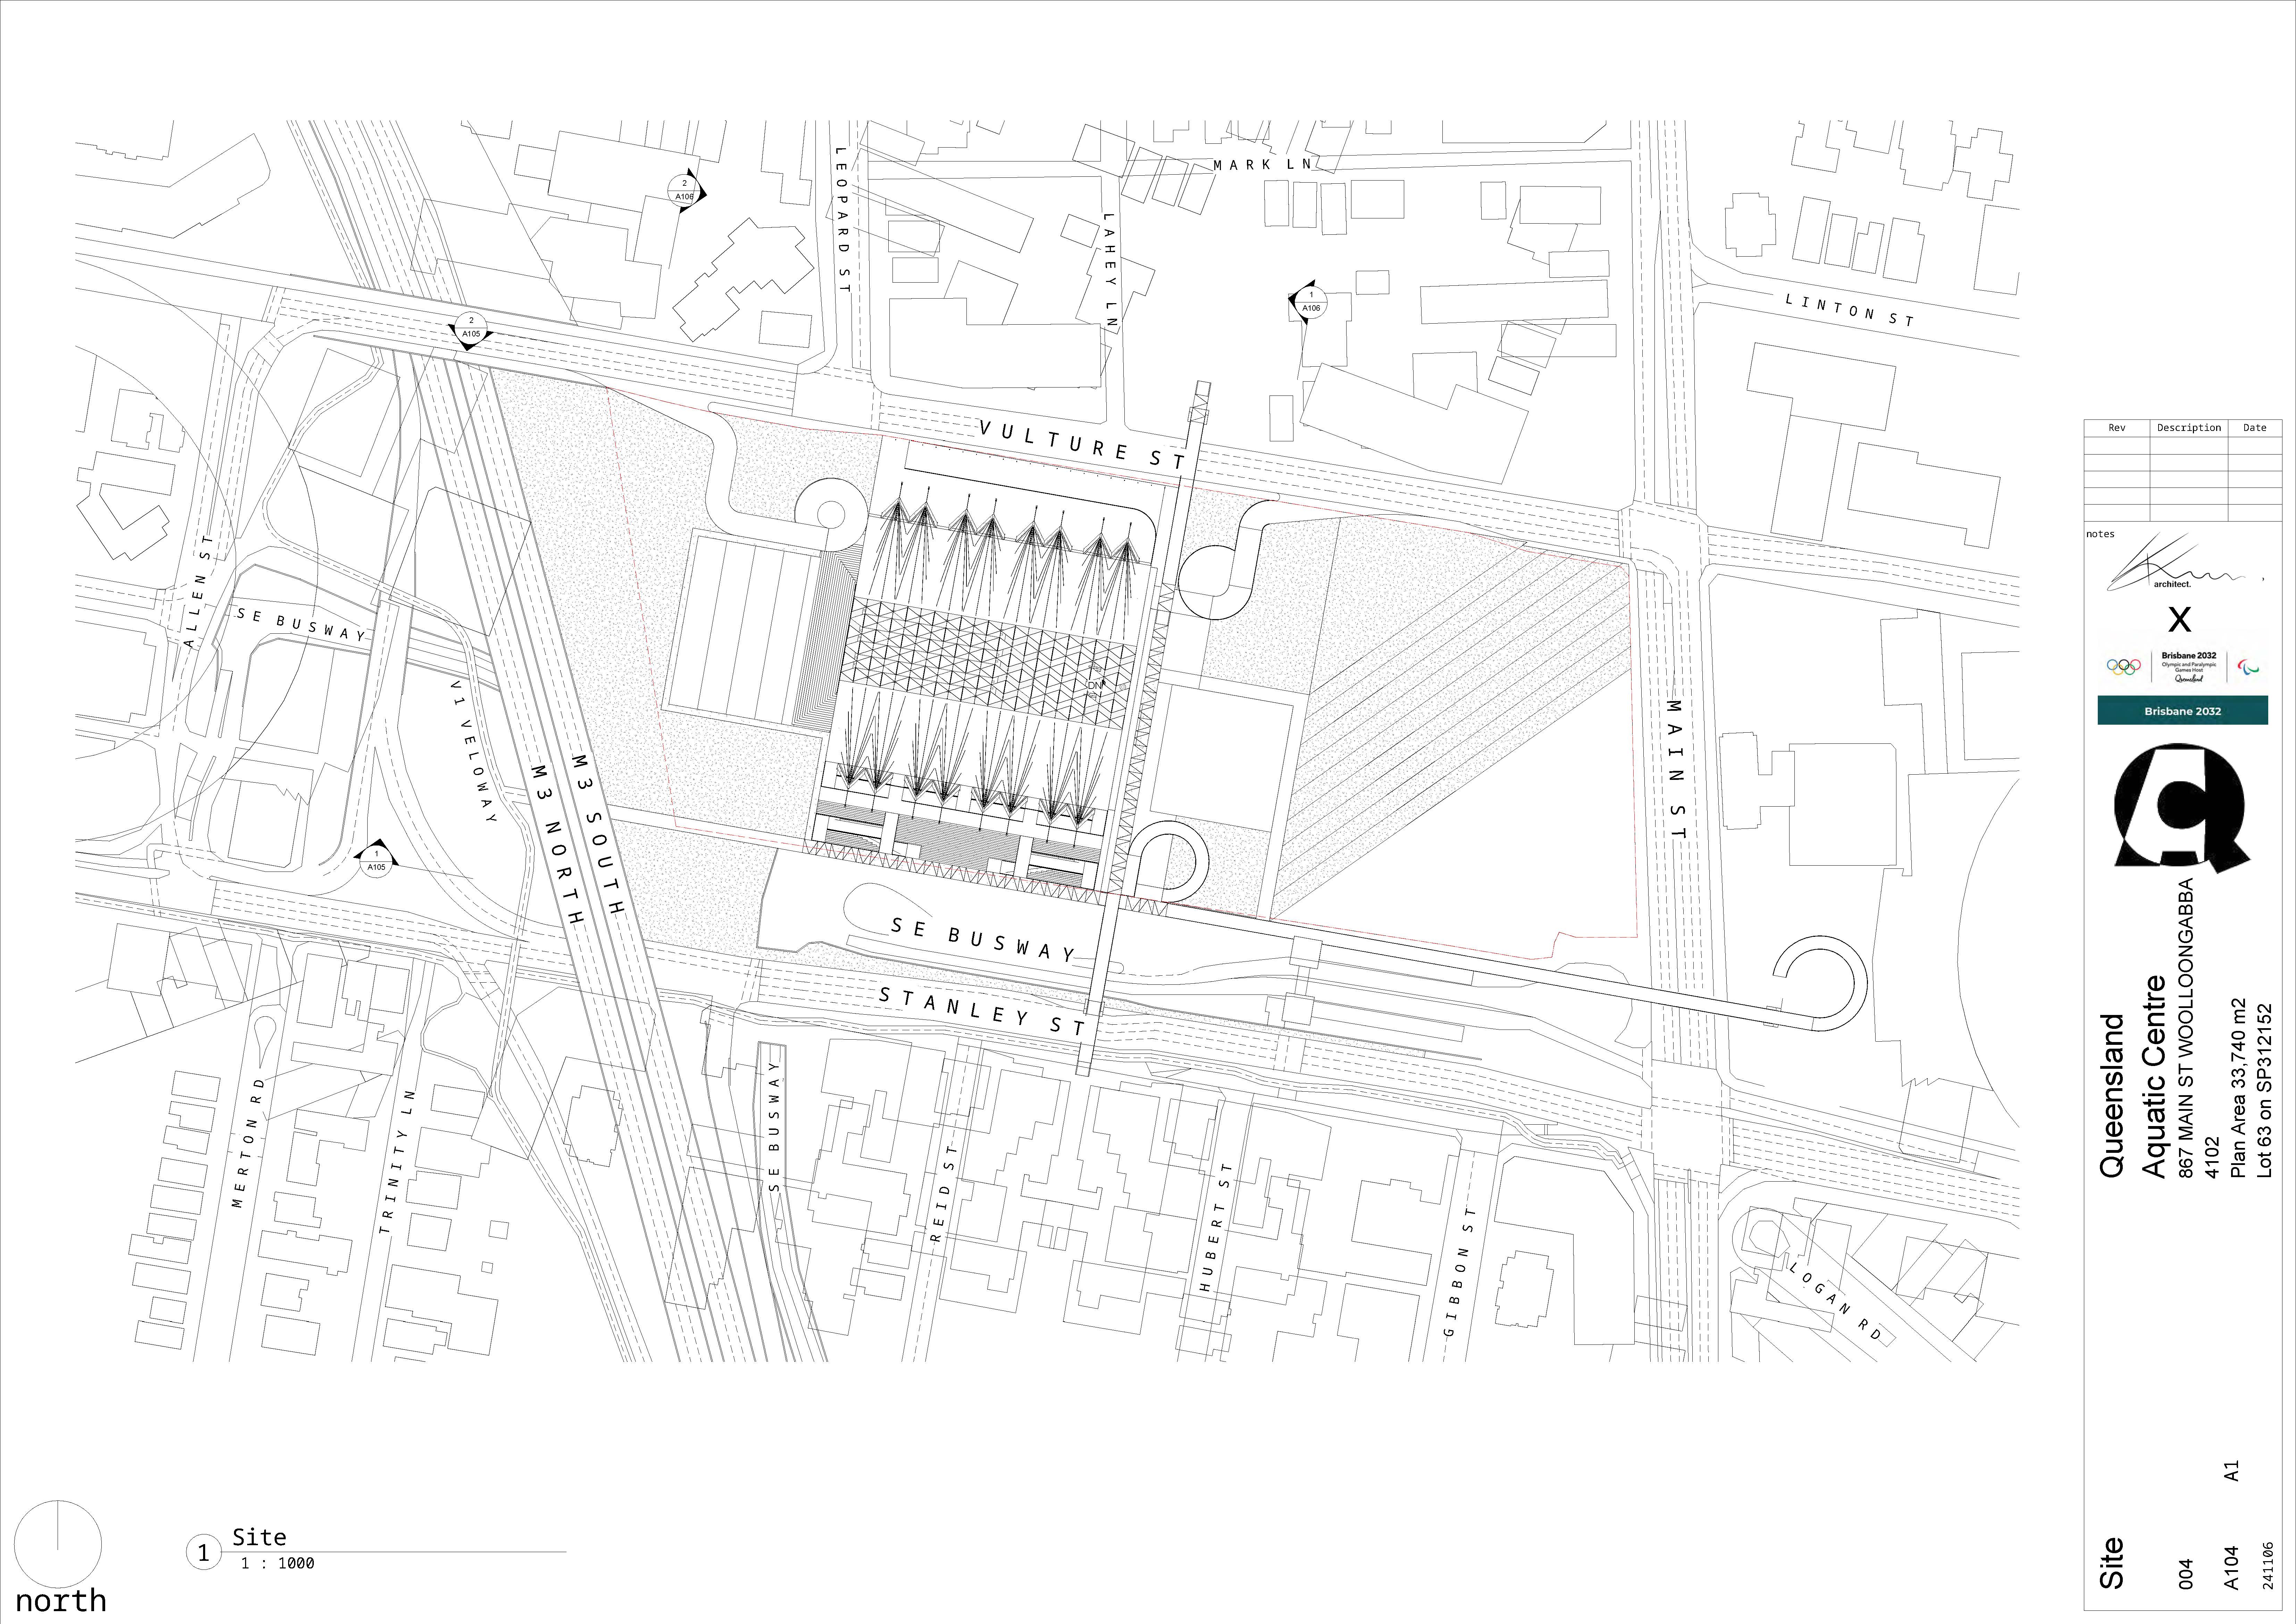 MARK LN
LEOPARD ST
LAHEY LN
2
A106
1
A106
LINTON ST
2
A105
VULTURE ST
ALLEN ST
SE BUSWAY
V1 VELOWAY
M3 NORTH
M3 SOUTH
DN
MAIN ST
1
A105
SE BUSWAY
STANLEY ST
MERTON RD
TRINITY LN
SE BUSWAY
REID ST
HUBERT ST
GIBBON ST
LOGAN RD
north
1
Site
1 : 1000
Rev Description Date
notes
architect.
X
Brisbane 2032
Olympic and Paralympic
Games Host
Queensland
Brisbane 2032
Queensland
Aquatic Centre
867 MAIN ST WOOLLOONGABBA
4102
Plan Area 33,740 m2
Lot 63 on SP312152
Site
004
A104
A1
241106